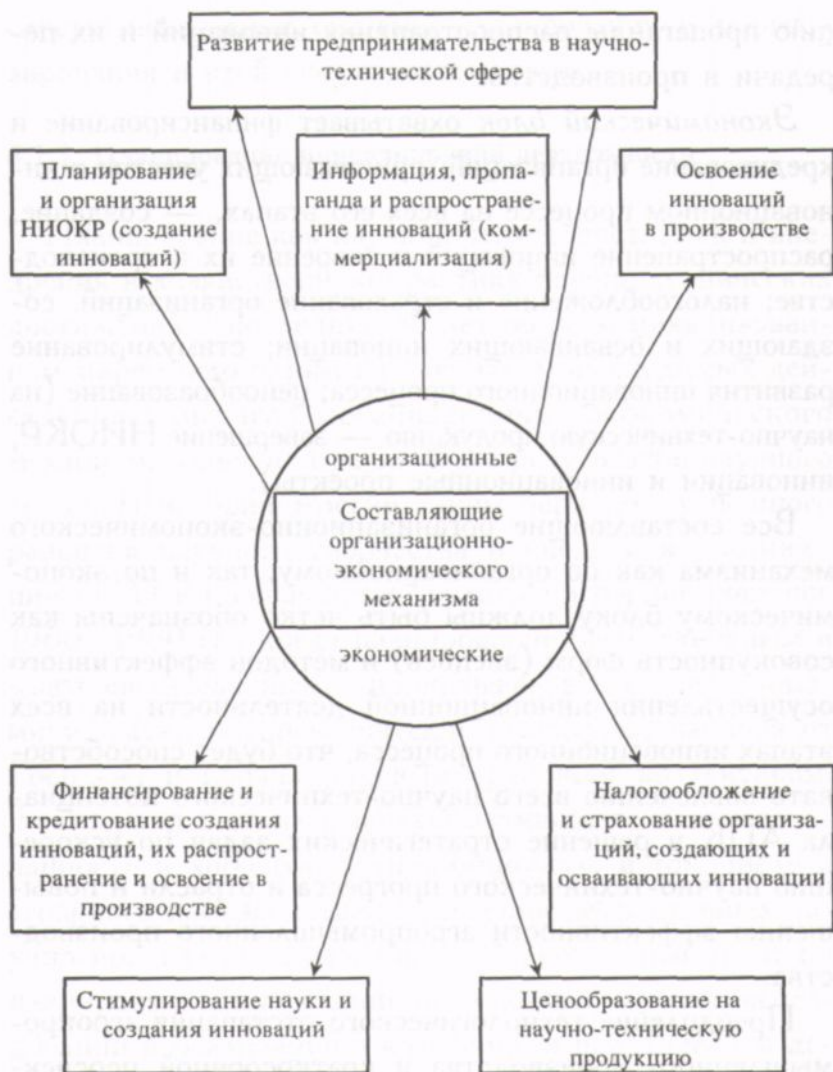 Развитие предпринимательства в научно-
технической сфере
Планирование
и организация
НИОКР (создание
инноваций)
Информация, пропа-
ганда и распростране-
ние инноваций (ком-
мерциализация)
Освоение
инноваций
в производстве
организационные
Составляющие
организационно-
экономического
механизма
экономические
Финансирование и
кредитование создания
инноваций, их распрост-
ранение и освоение в
производстве
Налогообложение
и страхование организа-
ций, создающих и
осваивающих инновации
Стимулирование науки и
создания инноваций
Ценообразование на
научно-техническую
продукцию